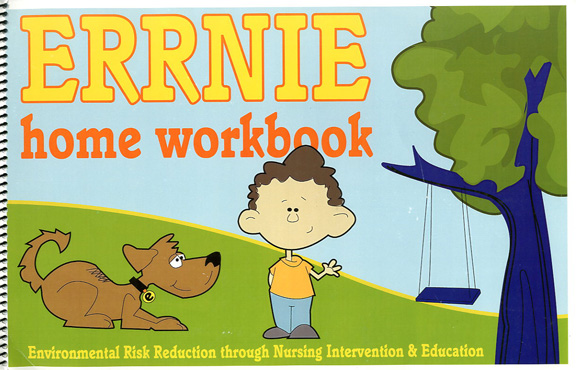 ERRNIE
home workbook
e
Environmental Risk Reduction through Nursing Intervention & Education